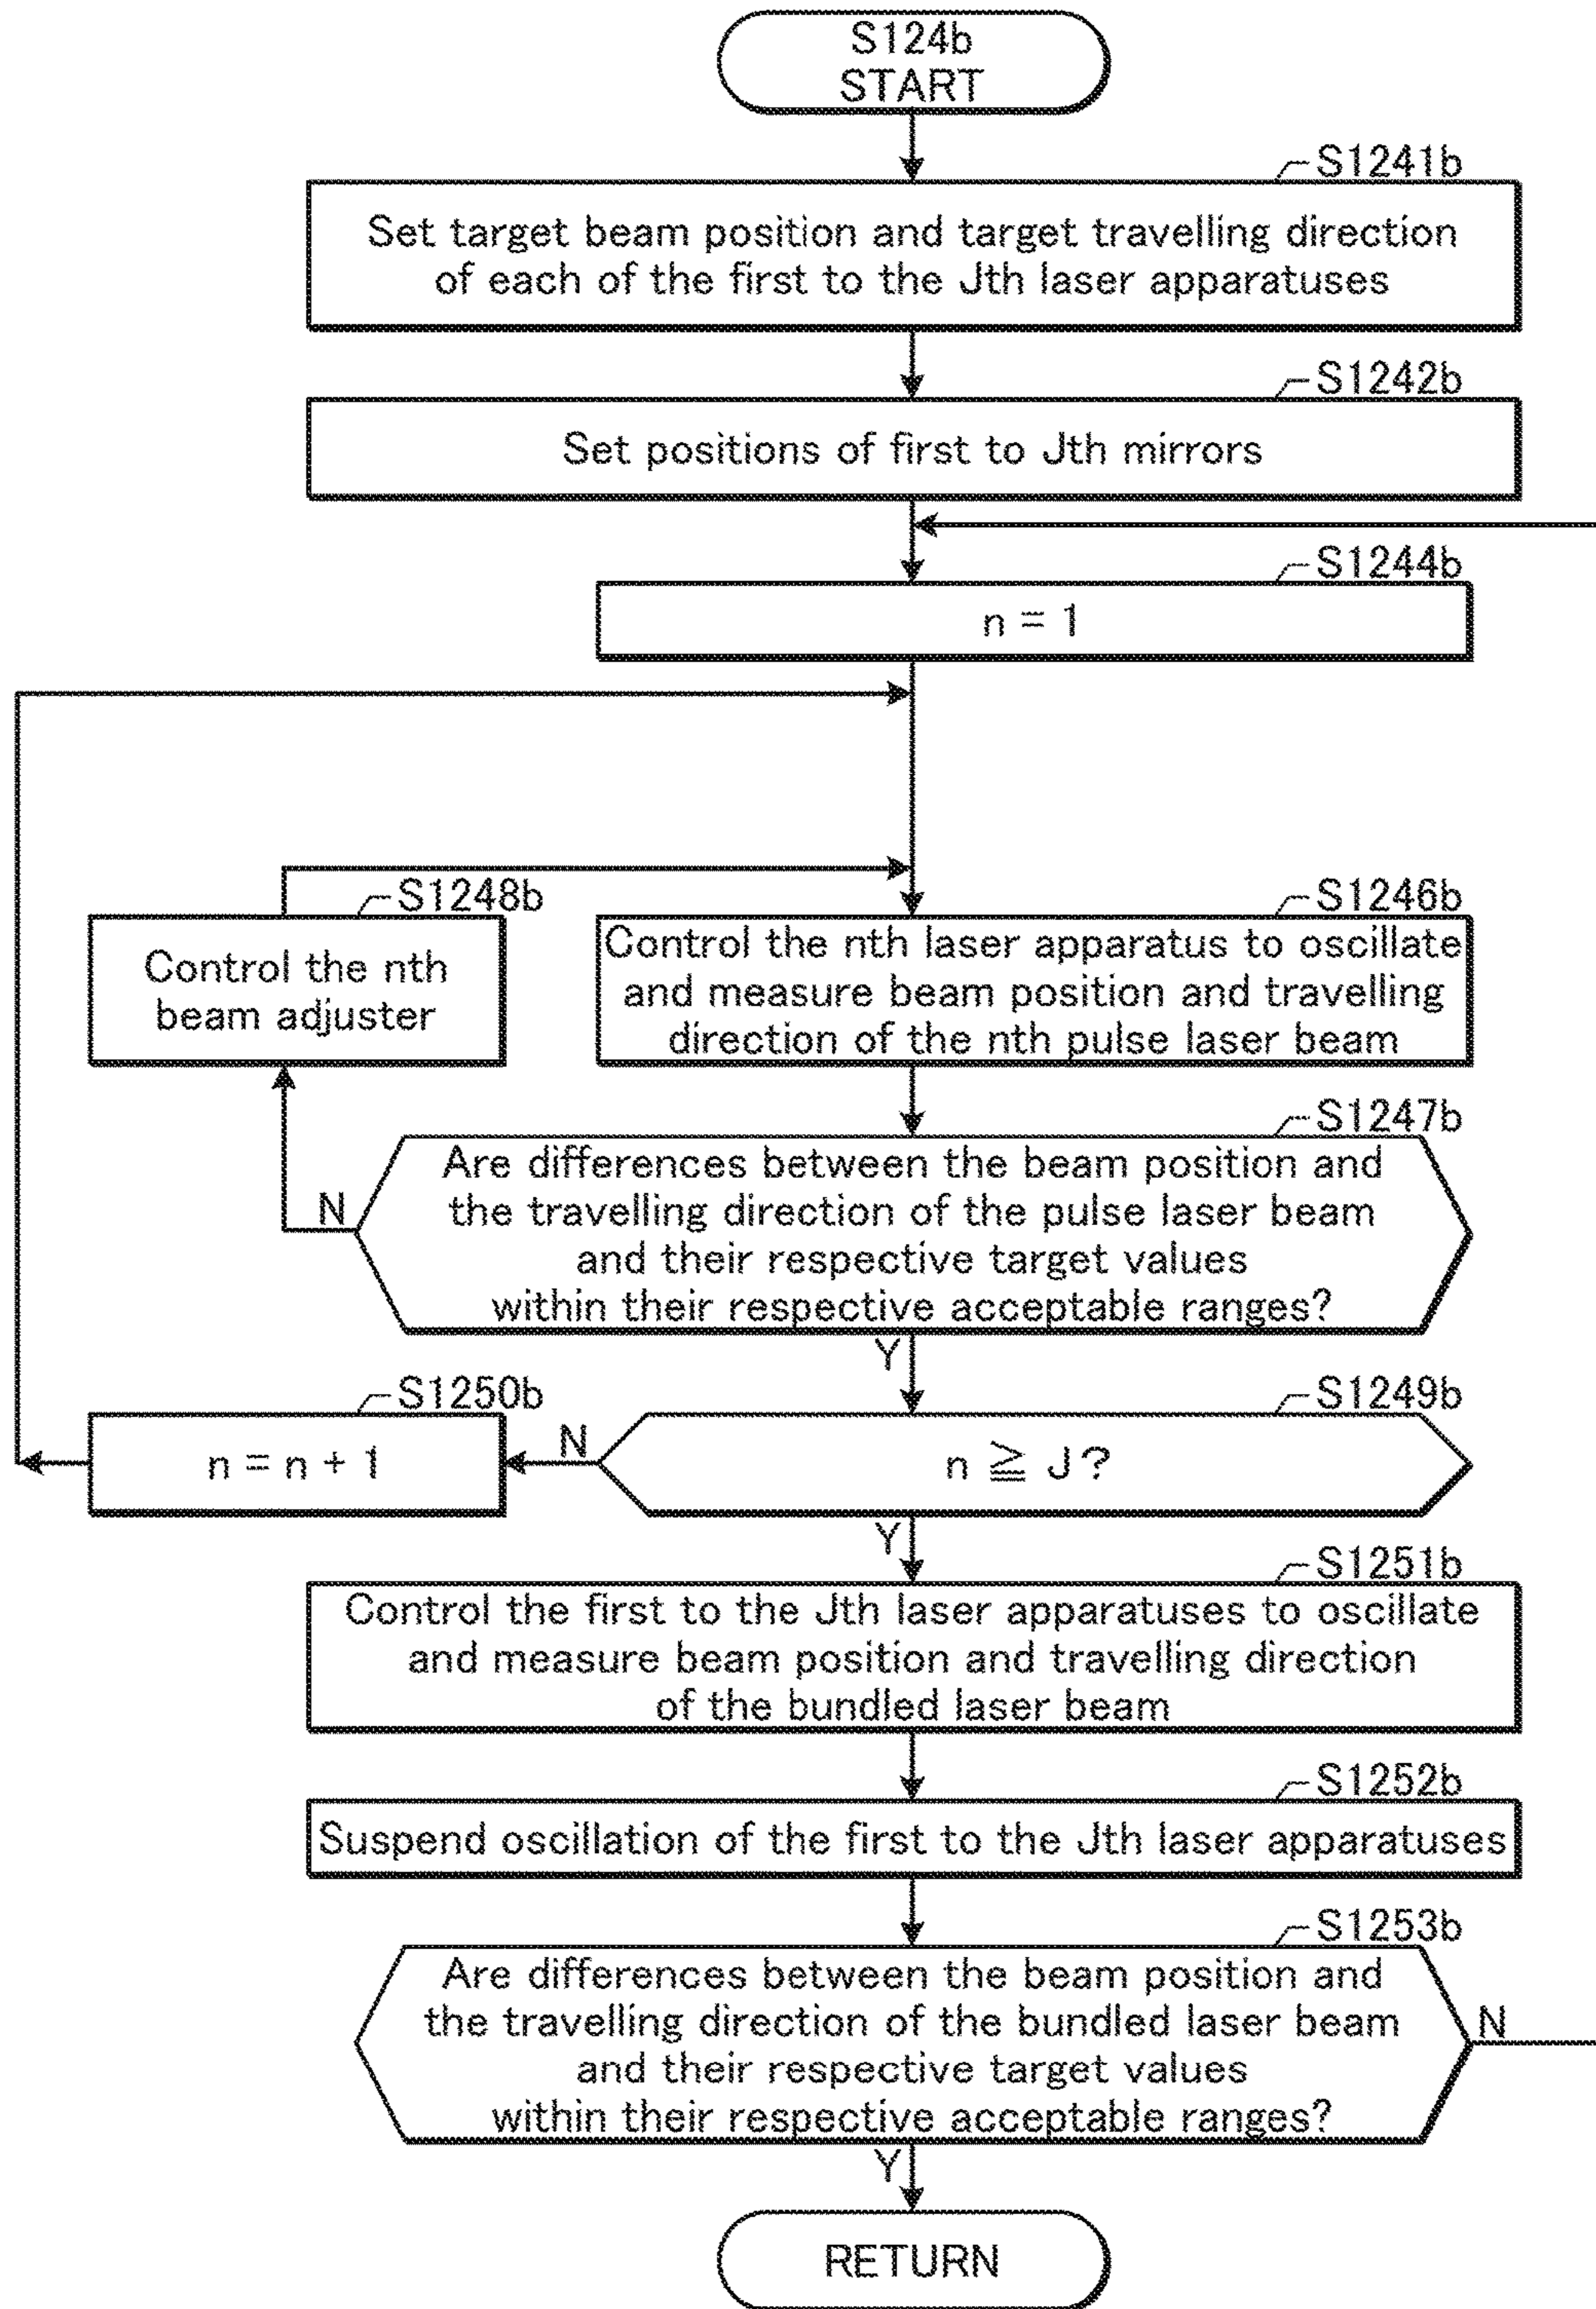 S124b
START
S1241b
Set target beam position and target travelling direction
of each of the first to the Jth laser apparatuses
S1242b
Set positions of first to Jth mirrors
S1244b
n = 1
S1248b
Control the nth
beam adjuster
S1246b
Control the nth laser apparatus to oscillate
and measure beam position and travelling
direction of the nth pulse laser beam
S1247b
Are differences between the beam position and
the travelling direction of the pulse laser beam
and their respective target values
within their respective acceptable ranges?
N
Y
S1250b
n = n + 1
S1249b
N
n ≧ J ?
Y
S1251b
Control the first to the Jth laser apparatuses to oscillate
and measure beam position and travelling direction
of the bundled laser beam
S1252b
Suspend oscillation of the first to the Jth laser apparatuses
S1253b
Are differences between the beam position and
the travelling direction of the bundled laser beam
and their respective target values
within their respective acceptable ranges?
N
Y
RETURN